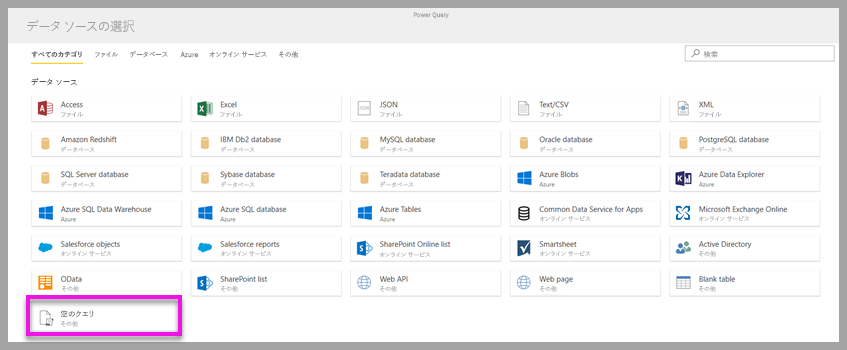 Power Query
データ ソースの選択
すべてのカテゴリ ファイル データベース Azure オンライン サービス その他 検索
データ ソース
Access Excel JSON Text/CSV XML
ファイル ファイル ファイル ファイル ファイル
JSON
Amazon Redshift IBM Db2 database MySQL database Oracle database PostgreSQL database
データベース データベース データベース データベース データベース
SQL Server database Sybase database Teradata database Azure Blobs Azure Data Explorer
データベース データベース データベース Azure Azure
Azure SQL Data Warehouse Azure SQL database Azure Tables Common Data Service for Apps Microsoft Exchange Online
Azure Azure Azure オンライン サービス オンライン サービス
Salesforce objects Salesforce reports SharePoint Online list Smartsheet Active Directory
オンライン サービス オンライン サービス オンライン サービス オンライン サービス その他
OData SharePoint list Web API Web page Blank table
その他 その他 その他 その他 その他
空のクエリ
その他